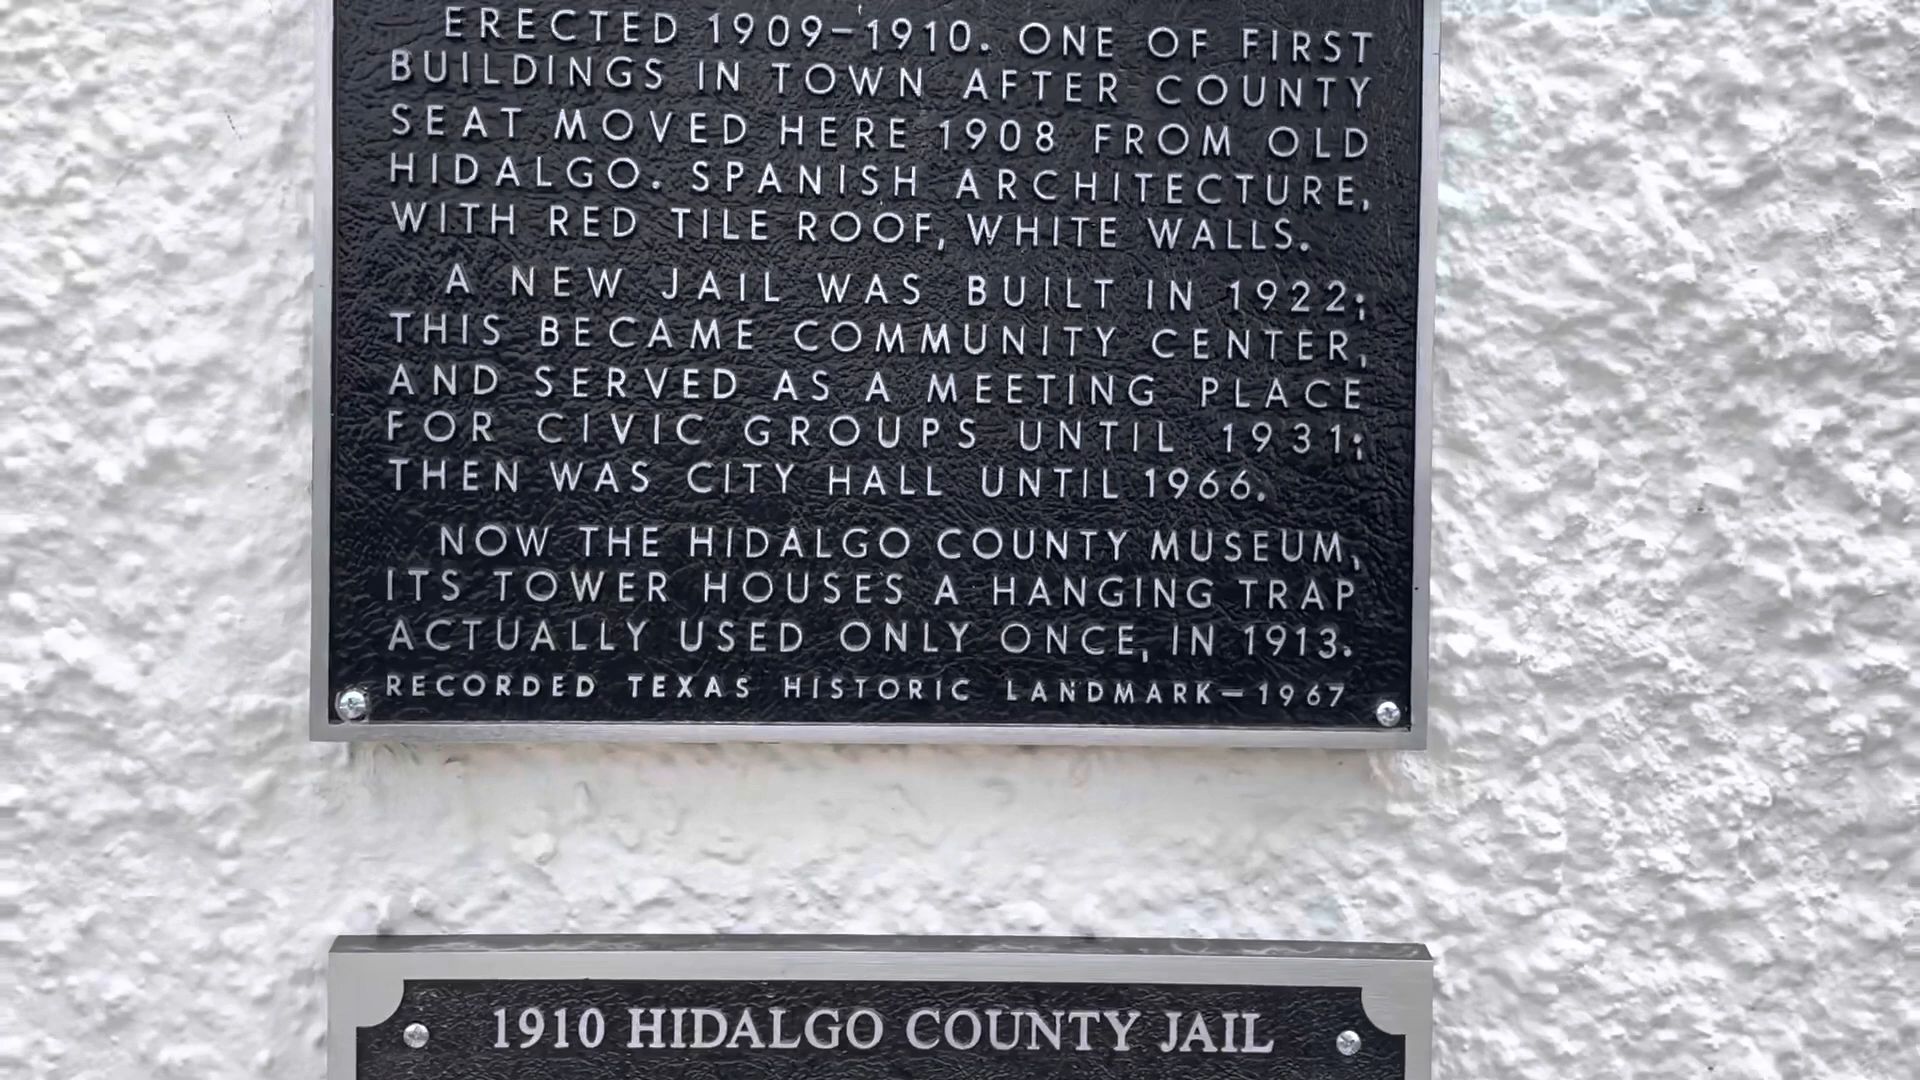 ERECTED 1909–1910. ONE OF FIRST
BUILDINGS IN TOWN AFTER COUNTY
SEAT MOVED HERE 1908 FROM OLD
HIDALGO. SPANISH ARCHITECTURE,
WITH RED TILE ROOF, WHITE WALLS.
A NEW JAIL WAS BUILT IN 1922;
THIS BECAME COMMUNITY CENTER,
AND SERVED AS A MEETING PLACE
FOR CIVIC GROUPS UNTIL 1931;
THEN WAS CITY HALL UNTIL 1966.
NOW THE HIDALGO COUNTY MUSEUM,
ITS TOWER HOUSES A HANGING TRAP
ACTUALLY USED ONLY ONCE, IN 1913.
RECORDED TEXAS HISTORIC LANDMARK–1967
1910 HIDALGO COUNTY JAIL